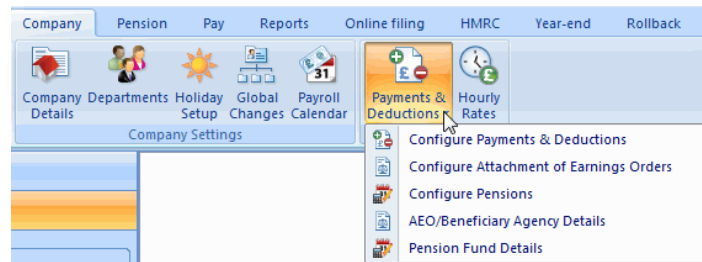 Company Pension Pay Reports Online filing HMRC Year-end Rollback
31
Company Departments Holiday Global Payroll Payments & Hourly
Details Setup Changes Calendar Deductions Rates
Company Settings
Configure Payments & Deductions
Configure Attachment of Earnings Orders
Configure Pensions
AEO/Beneficiary Agency Details
Pension Fund Details